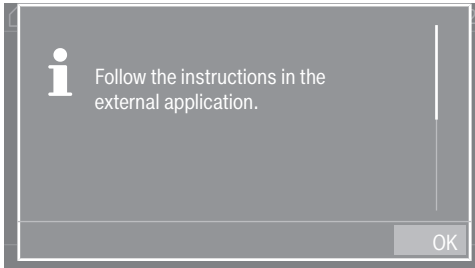 Follow the instructions in the
external application.
OK